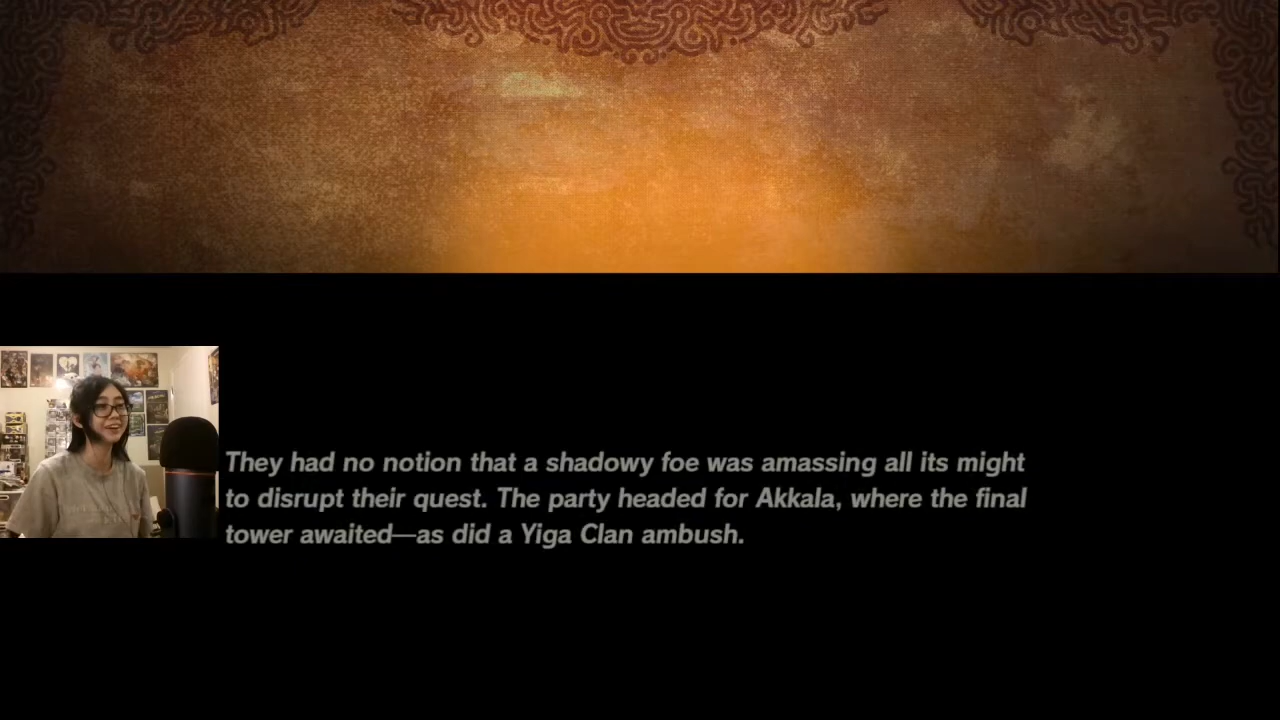 They had no notion that a shadowy foe was amassing all its might
to disrupt their quest. The party headed for Akkala, where the final
tower awaited—as did a Yiga Clan ambush.